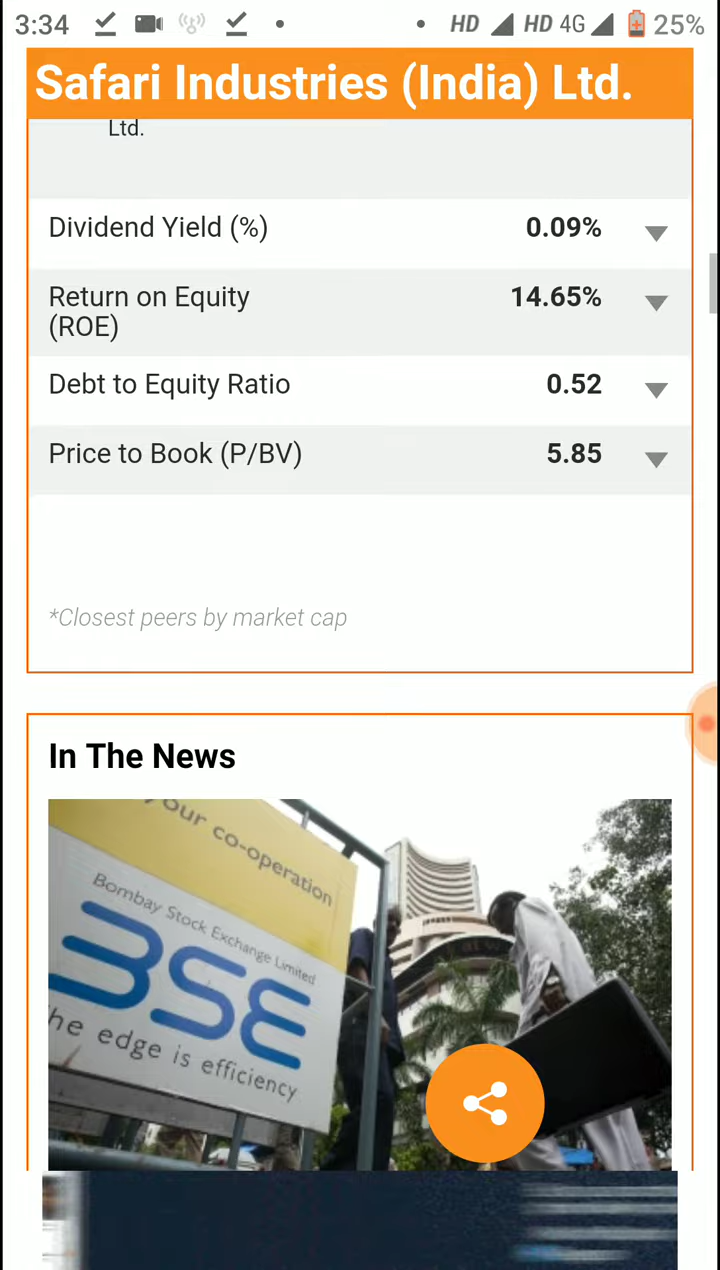 3:34 HD HD 4G 25%
Safari Industries (India) Ltd.
Ltd.
Dividend Yield (%) 0.09%
Return on Equity (ROE) 14.65%
Debt to Equity Ratio 0.52
Price to Book (P/BV) 5.85
*Closest peers by market cap
In The News
your co-operation
Bombay Stock Exchange Limited
BSE
he edge is efficiency